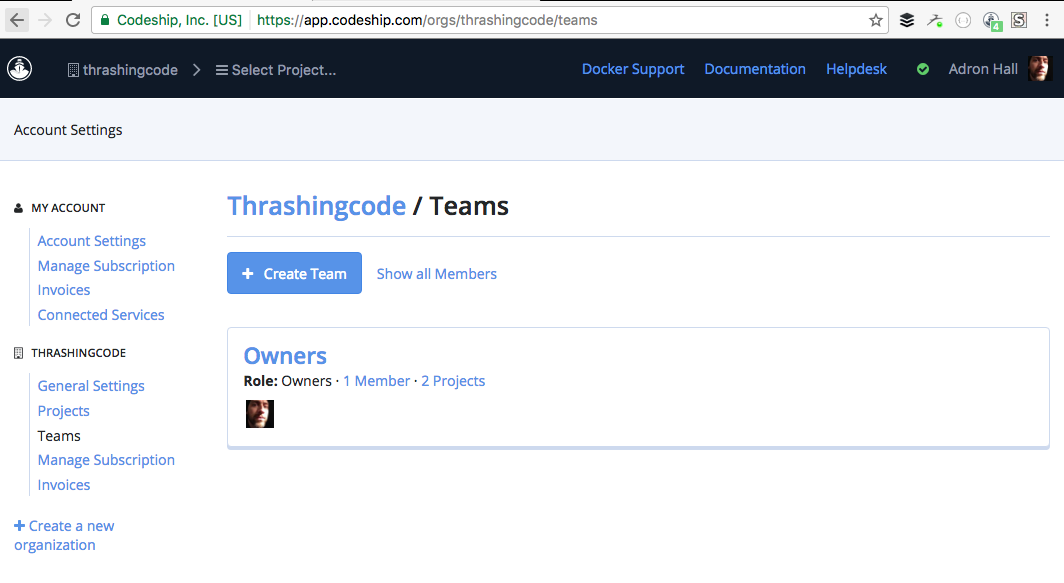 Codeship, Inc. [US] https://app.codeship.com/orgs/thrashingcode/teams
4
S
thrashingcode Select Project... Docker Support Documentation Helpdesk Adron Hall
Account Settings
MY ACCOUNT
Account Settings
Manage Subscription
Invoices
Connected Services
THRASHINGCODE
General Settings
Projects
Teams
Manage Subscription
Invoices
Create a new
organization
Thrashingcode / Teams
Create Team Show all Members
Owners
Role: Owners · 1 Member · 2 Projects